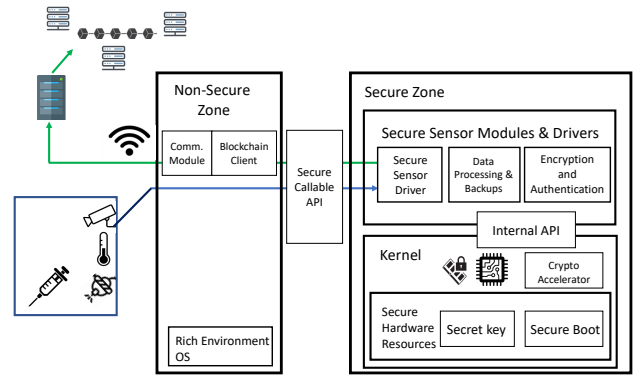 Non-Secure
Zone
Comm.
Module
Blockchain
Client
Rich Environment
OS
Secure
Callable
API
Secure Zone
Secure Sensor Modules & Drivers
Secure
Sensor
Driver
Data
Processing &
Backups
Encryption
and
Authentication
Internal API
Kernel
Crypto
Accelerator
Secure
Hardware
Resources
Secret key
Secure Boot